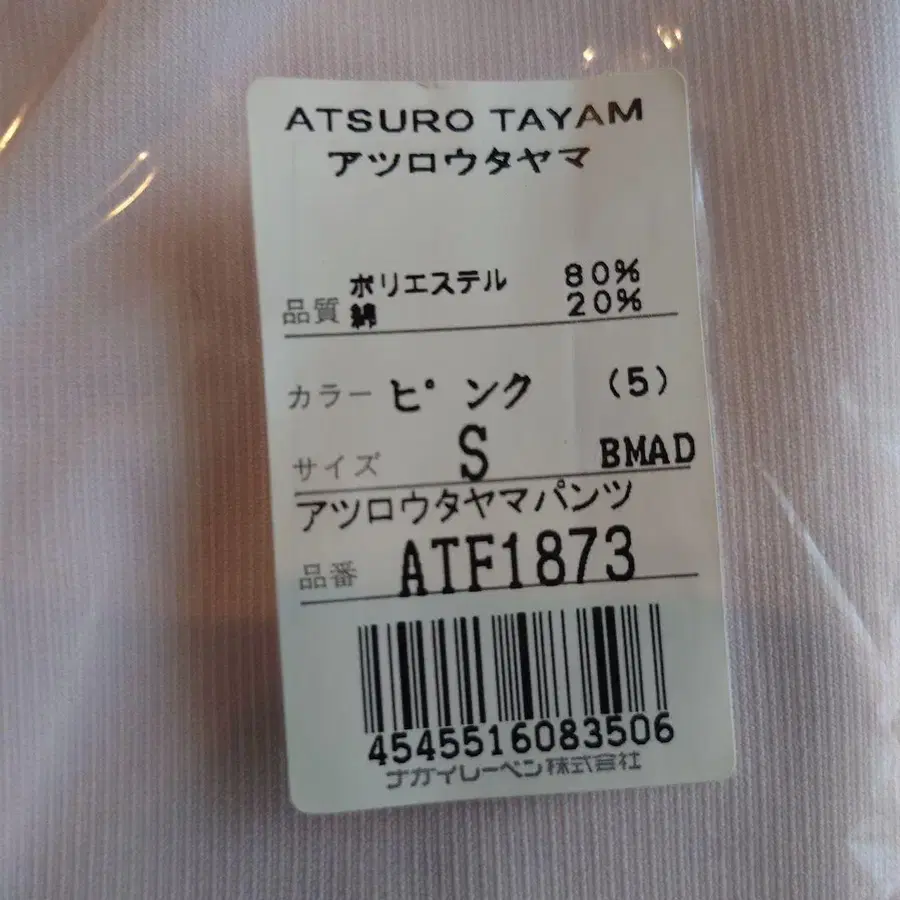 ATSURO TAYAM
アツロウタヤマ
ポリエステル 80%
品質 綿 20%
カラー ピンク (5)
サイズ S BMAD
アツロウタヤマパンツ
品番 ATF1873
4545516083506
ナガイレーベン株式会社